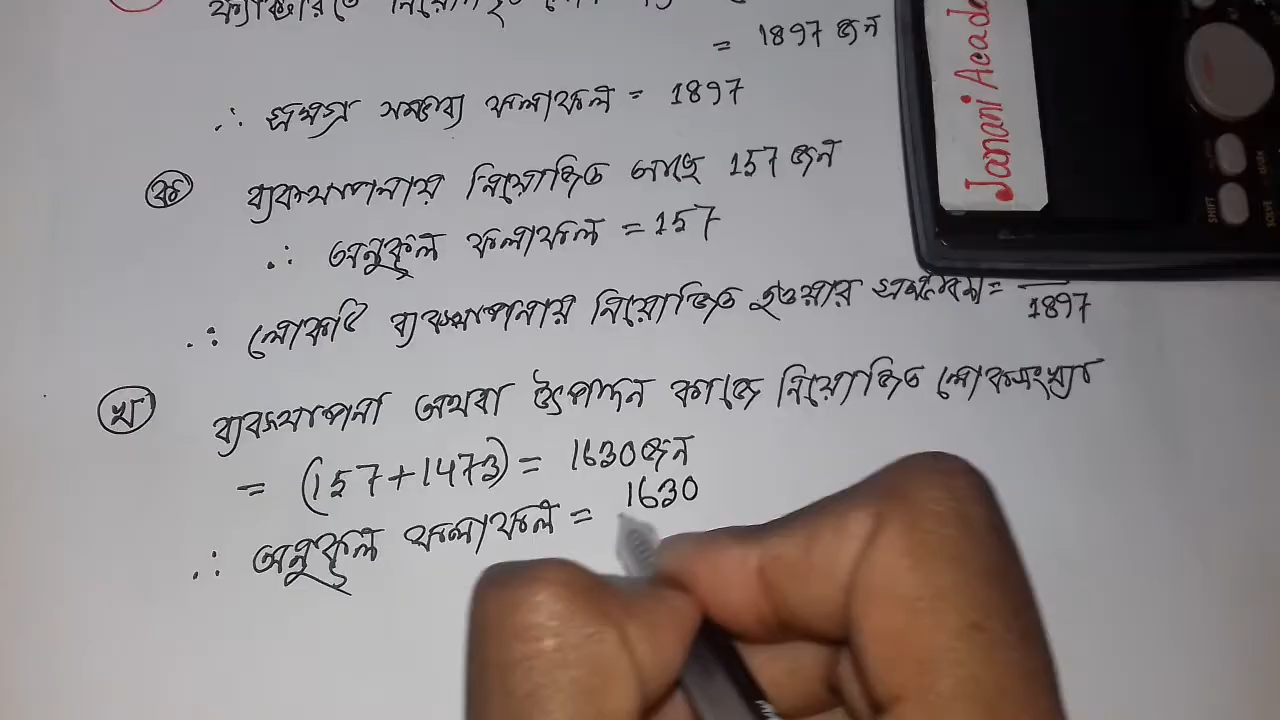 = 1897 জন
∴ সমগ্র সম্ভাব্য ফলাফল = 1897
ক ব্যবস্থাপনায় নিয়োজিত আছে 157 জন
∴ অনুকূল ফলাফল = 157
∴ লোকটি ব্যবস্থাপনায় নিয়োজিত হওয়ার সম্ভাবনা = /1897
খ ব্যবস্থাপনা অথবা উৎপাদন কাজে নিয়োজিত লোকসংখ্যা
= (157+1473) = 1630 জন
∴ অনুকূল ফলাফল = 1630
Janani Acade
SHIFT
SOLVE